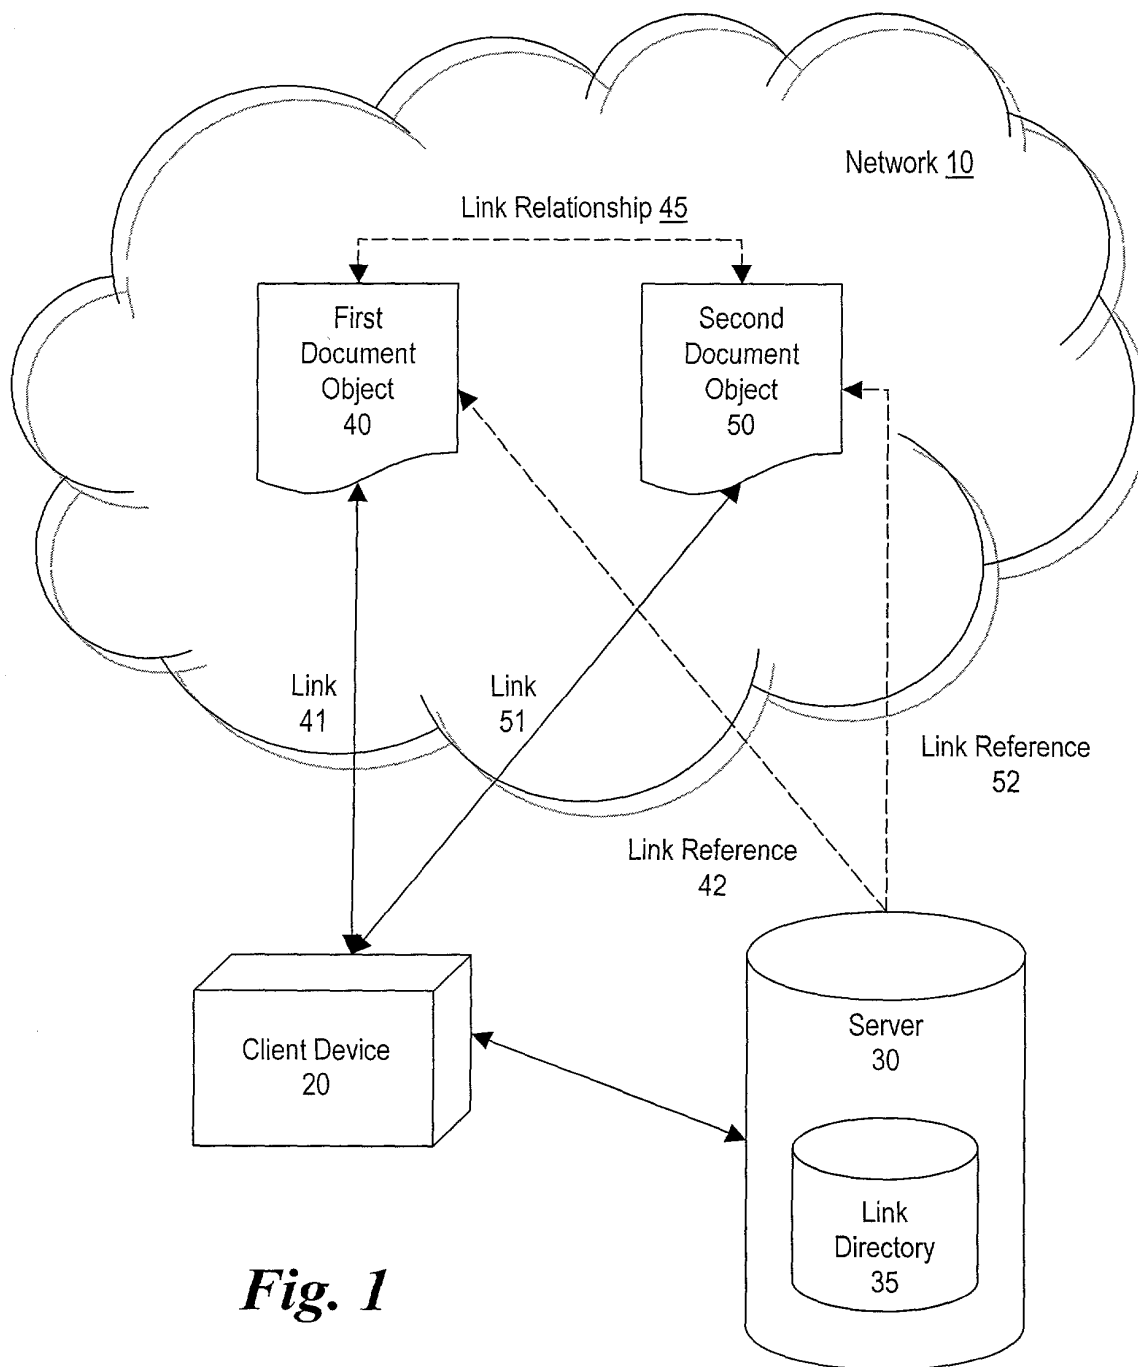 Network 10
Link Relationship 45
First
Document
Object
40
Second
Document
Object
50
Link
41
Link
51
Link Reference
52
Link Reference
42
Client Device
20
Server
30
Link
Directory
35
Fig. 1